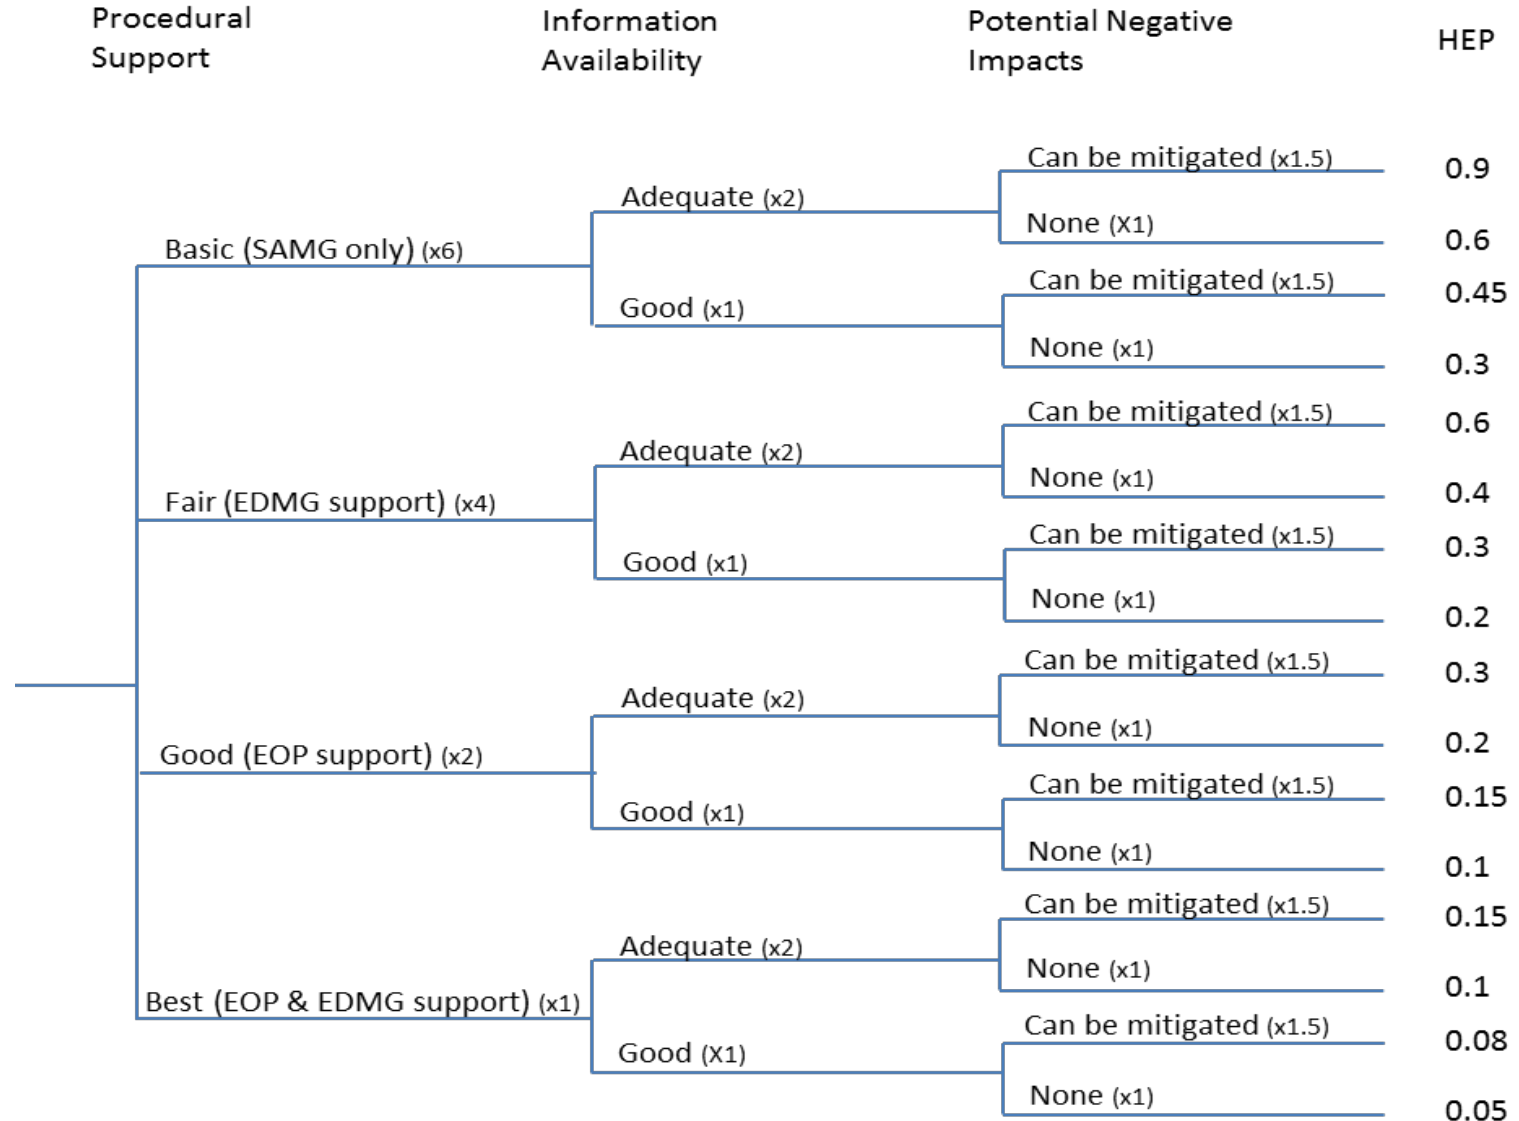 Procedural
Support
Information
Availability
Potential Negative
Impacts
HEP
Can be mitigated (x1.5)
0.9
Adequate (x2)
None (X1)
0.6
Basic (SAMG only) (x6)
Can be mitigated (x1.5)
0.45
Good (x1)
None (x1)
0.3
Can be mitigated (x1.5)
0.6
Adequate (x2)
None (x1)
0.4
Fair (EDMG support) (x4)
Can be mitigated (x1.5)
0.3
Good (x1)
None (x1)
0.2
Can be mitigated (x1.5)
0.3
Adequate (x2)
None (x1)
0.2
Good (EOP support) (x2)
Can be mitigated (x1.5)
0.15
Good (x1)
None (x1)
0.1
Can be mitigated (x1.5)
0.15
Adequate (x2)
None (x1)
0.1
Best (EOP & EDMG support) (x1)
Can be mitigated (x1.5)
0.08
Good (X1)
None (x1)
0.05